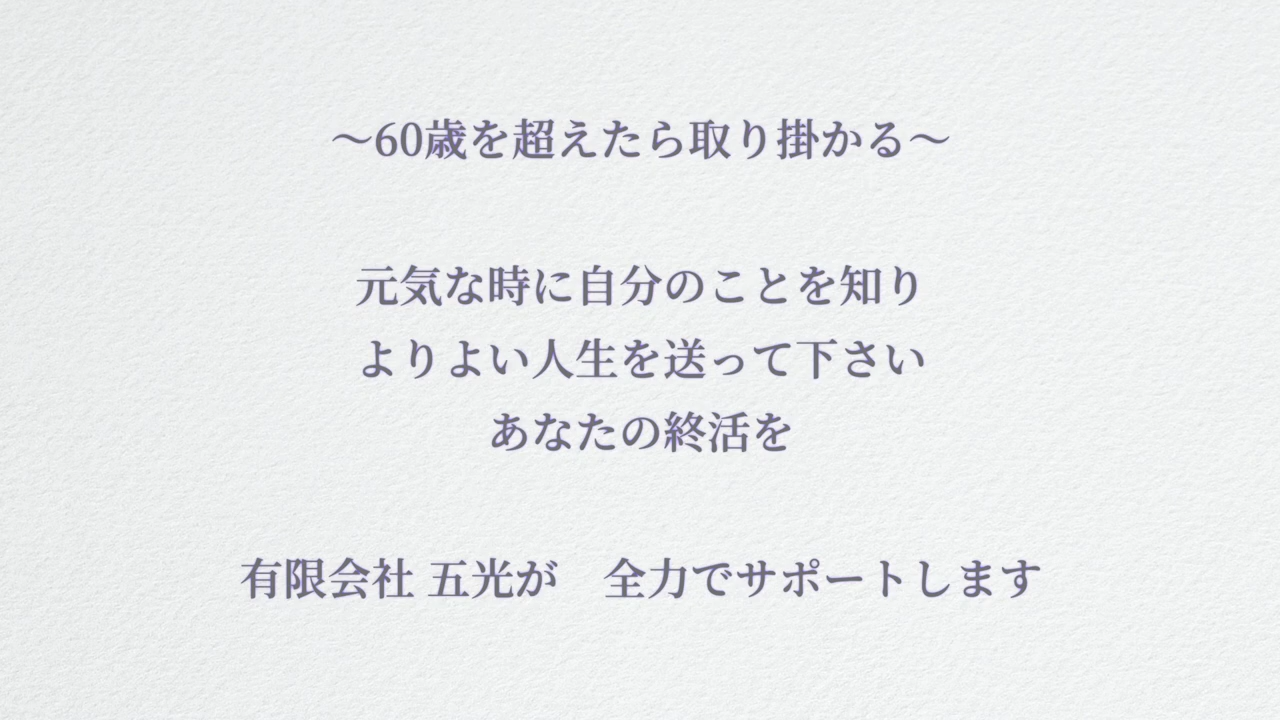 〜60歳を超えたら取り掛かる〜
元気な時に自分のことを知り
よりよい人生を送って下さい
あなたの終活を
有限会社 五光が　全力でサポートします